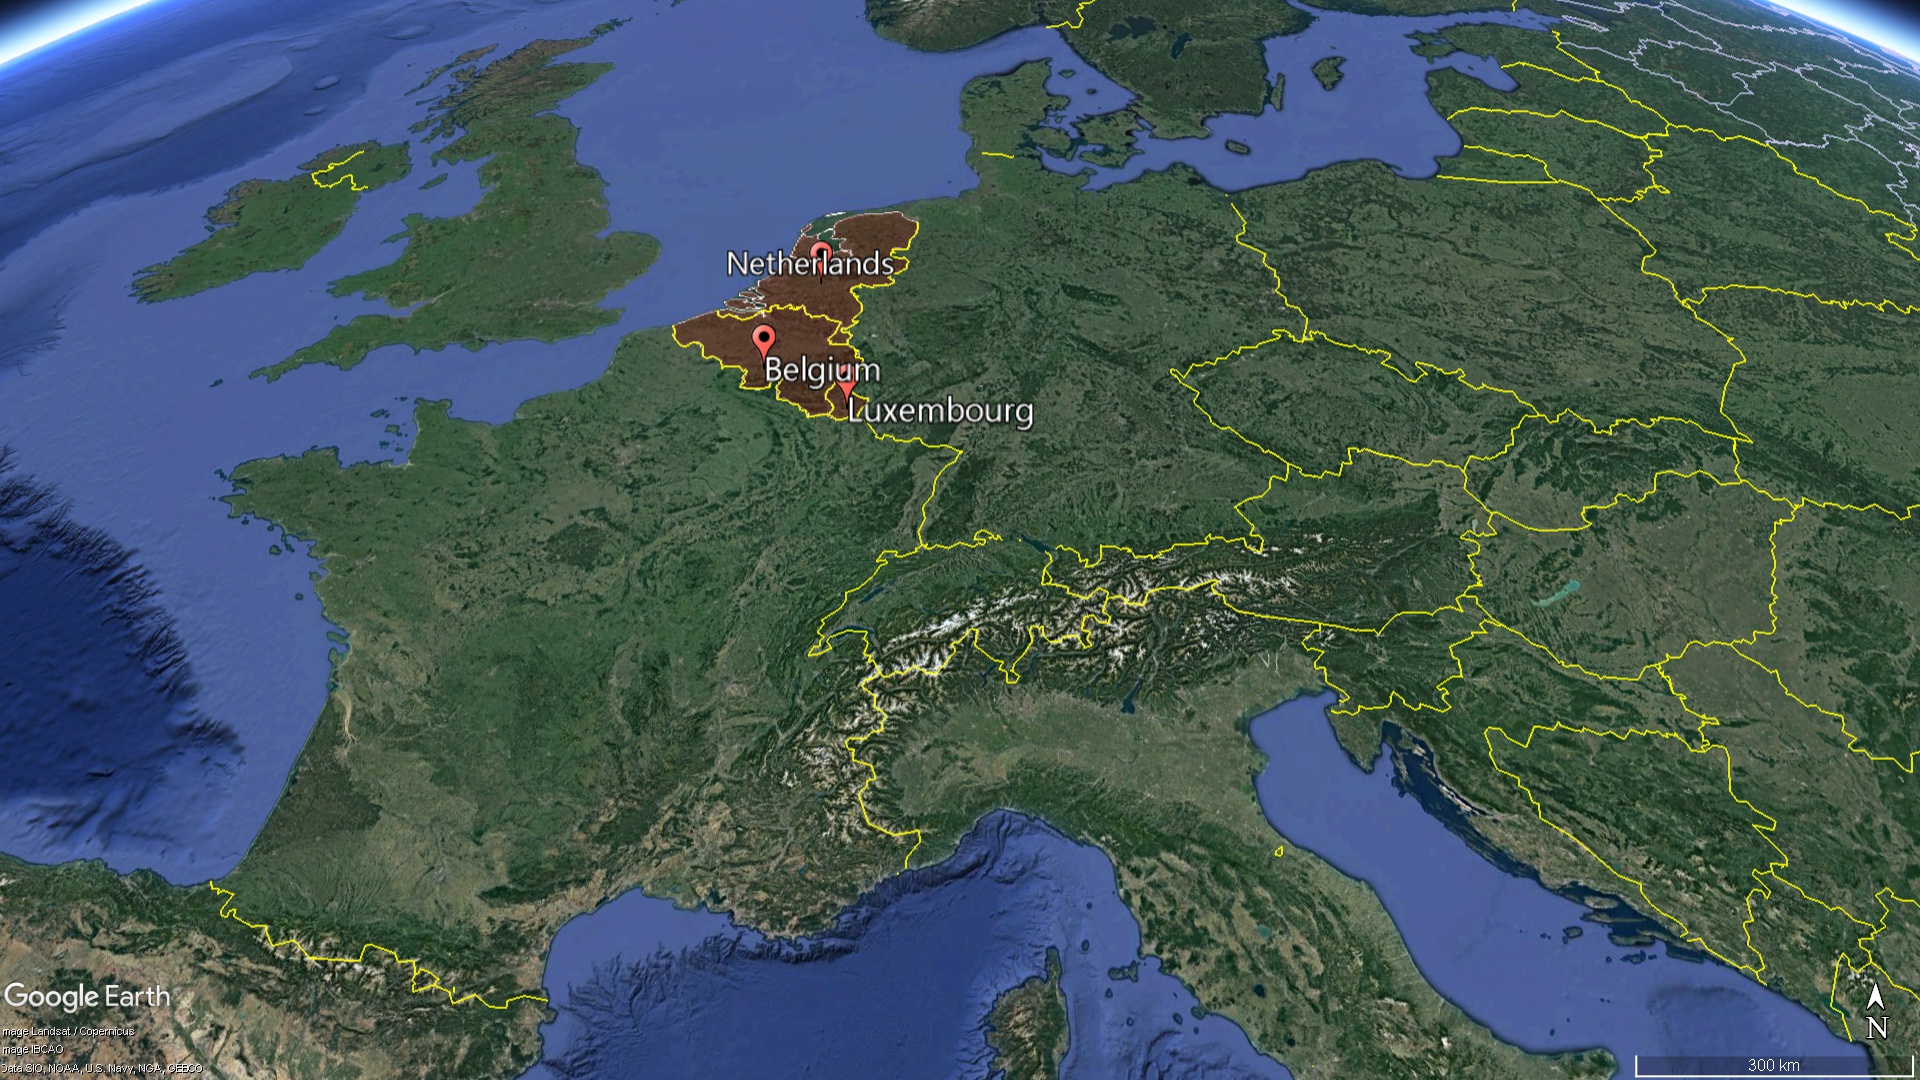 Netherlands
Belgium
Luxembourg
Google Earth
mage Landsat / Copernicus
mage IBCAO
Data SIO, NOAA, U.S. Navy, NGA, GEBCO
N
300 km